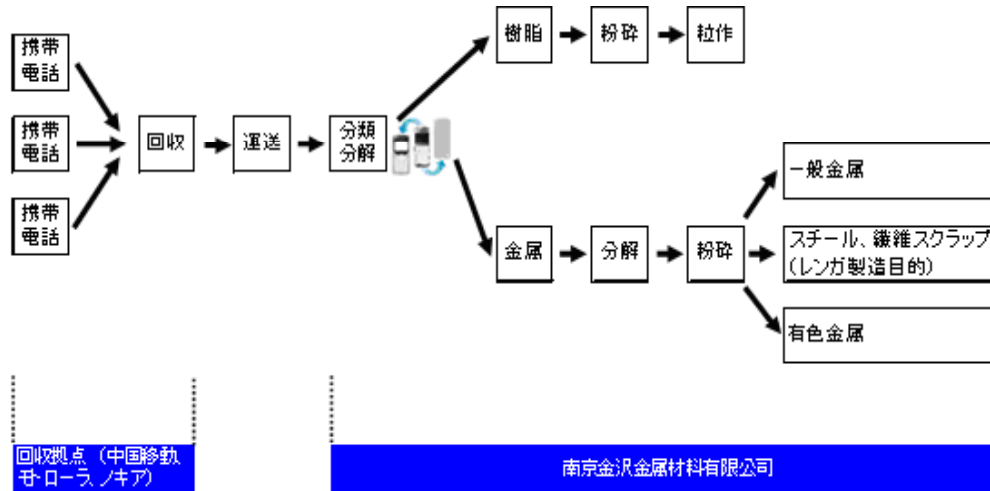 携帯
電話
携帯
電話
携帯
電話
回収
運送
分類
分解
樹脂
粉砕
粒作
金属
分解
粉砕
一般金属
スチール、繊維スクラップ
(レンガ製造目的)
有色金属
回収拠点（中国移動、
モトローラ、ノキア）
南京金沢金属材料有限公司